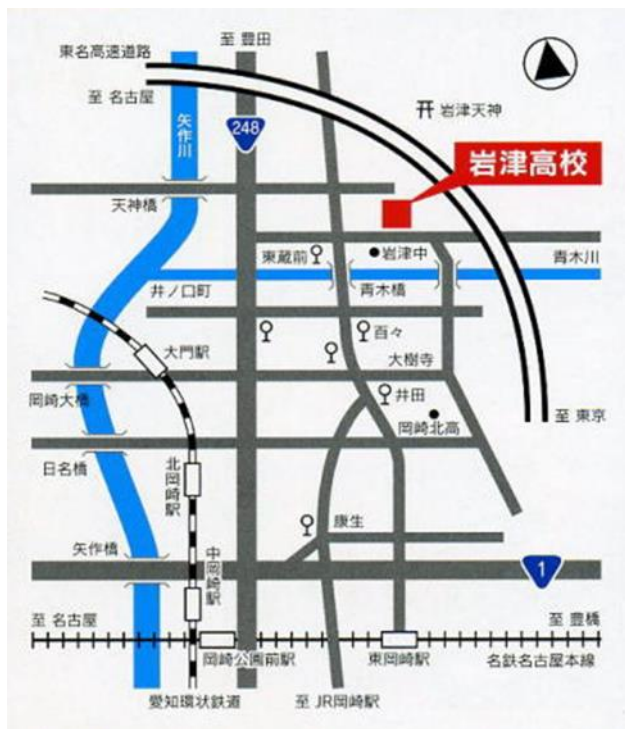 至 豊田
東名高速道路
至 名古屋
矢作川
248
岩津天神
岩津高校
天神橋
東蔵前
岩津中
青木川
井ノ口町
青木橋
百々
大門駅
大樹寺
岡崎大橋
井田
至 東京
岡崎北高
日名橋
北岡崎駅
康生
矢作橋
中岡崎駅
1
至 名古屋
至 豊橋
岡崎公園前駅
東岡崎駅
名鉄名古屋本線
愛知環状鉄道
至 JR岡崎駅